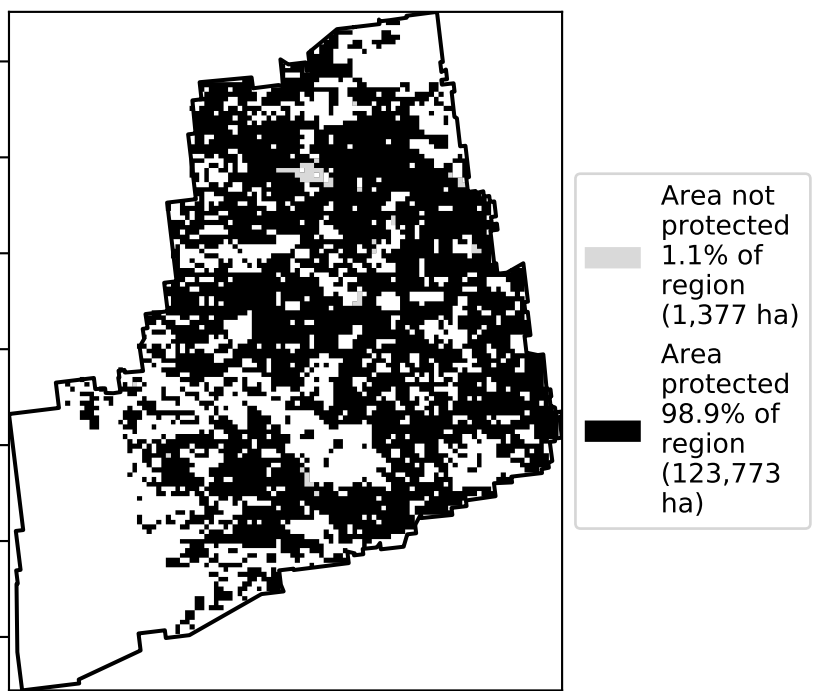 Area not
protected
1.1% of
region
(1,377 ha)
Area
protected
98.9% of
region
(123,773
ha)